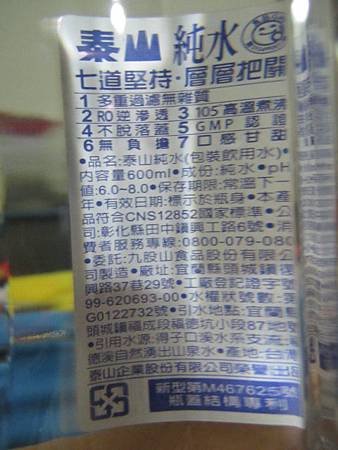 泰山 純水
七道堅持・層層把關
1 多重過濾無雜質
2 RO逆滲透 3 105高溫煮沸
4 不脫落蓋 5 GMP認證
6 無負擔 7 口感甘甜
•品名:泰山純水(包裝飲用水)•
內容量600ml•成份:純水•pH
值:6.0~8.0•保存期限:常溫下一
年•有效日期:標示於瓶身•本產
品符合CNS12852國家標準•公
司:彰化縣田中鎮興工路6號•消
費者服務專線:0800-079-080
•委託:九股山食品股份有限公
司製造•廠址:宜蘭縣頭城鎮
興路37巷29號•工廠登記證字號
99-620693-00•水權狀號數:
G0122732號•引水地點:宜蘭
頭城鎮福成段福德坑小段87地號
•引用水源:得子口溪水系支流
德溪自然湧出山泉水•產地:台灣
泰山企業股份有限公司榮譽出品
新型第M467625號
瓶蓋結構專利